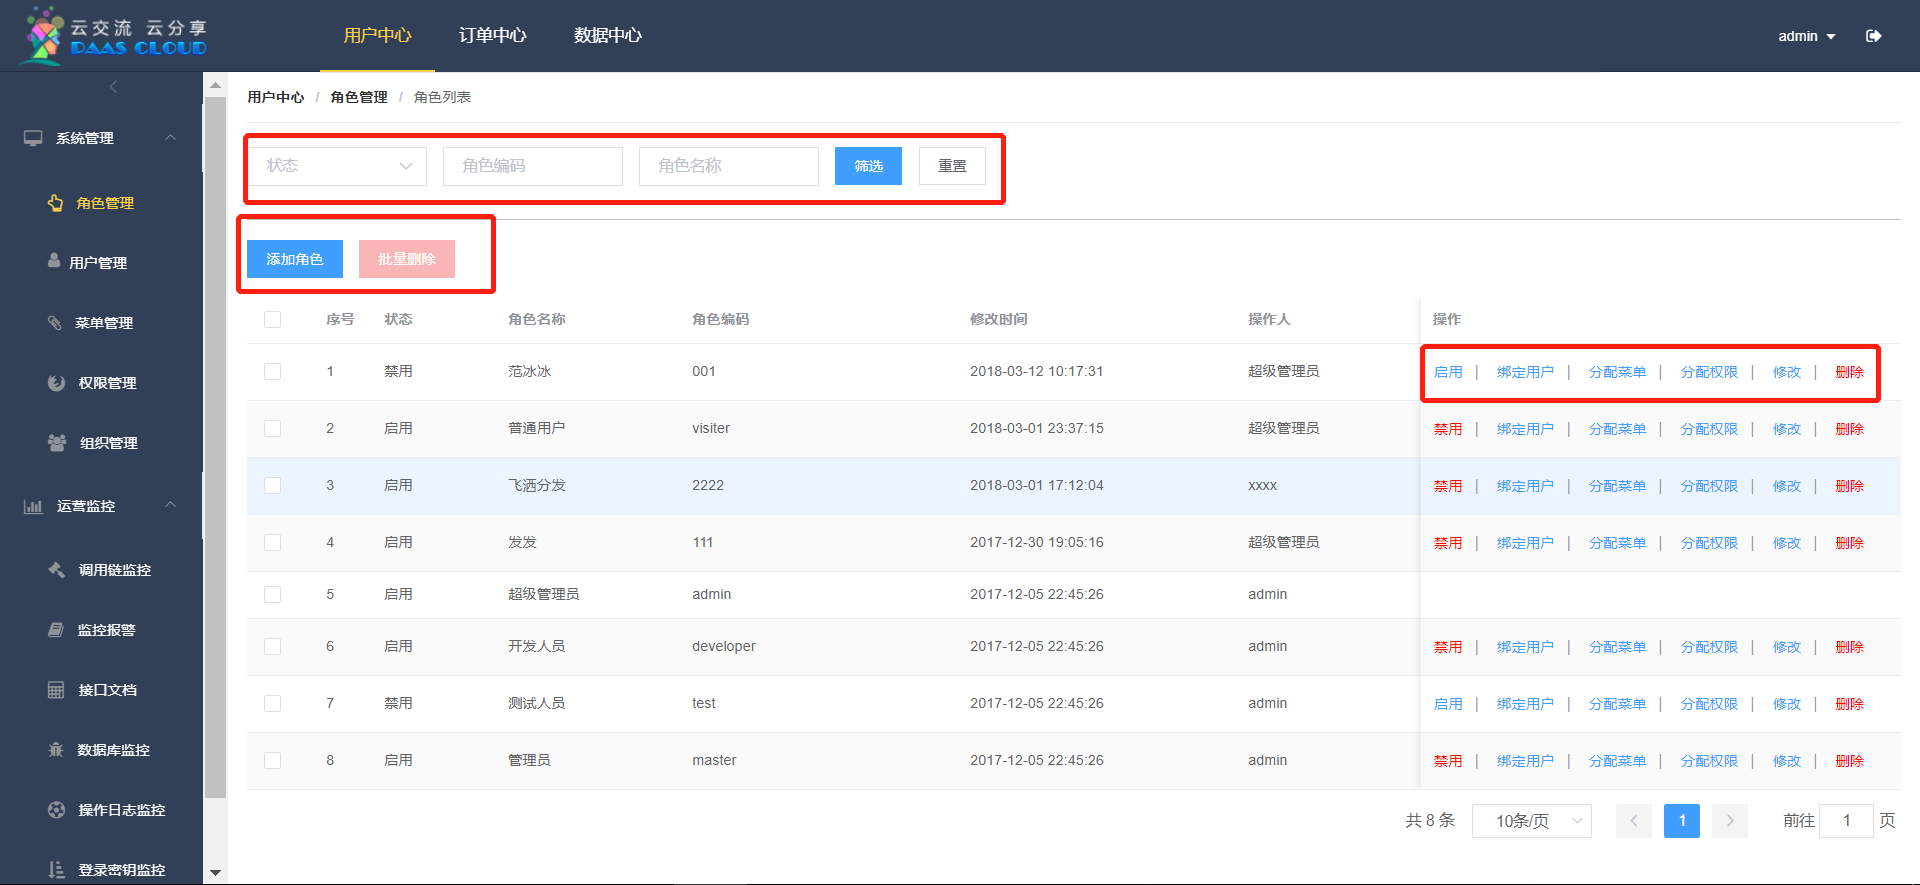 云交流 云分享
DAAS CLOUD
用户中心 订单中心 数据中心
admin
系统管理
角色管理
用户管理
菜单管理
权限管理
组织管理
运营监控
调用链监控
监控报警
接口文档
数据库监控
操作日志监控
登录密钥监控
用户中心 / 角色管理 / 角色列表
状态 角色编码 角色名称 筛选 重置
添加角色 批量删除
序号 状态 角色名称 角色编码 修改时间 操作人 操作
1 禁用 范冰冰 001 2018-03-12 10:17:31 超级管理员 启用 | 绑定用户 | 分配菜单 | 分配权限 | 修改 | 删除
2 启用 普通用户 visiter 2018-03-01 23:37:15 超级管理员 禁用 | 绑定用户 | 分配菜单 | 分配权限 | 修改 | 删除
3 启用 飞洒分发 2222 2018-03-01 17:12:04 xxxx 禁用 | 绑定用户 | 分配菜单 | 分配权限 | 修改 | 删除
4 启用 发发 111 2017-12-30 19:05:16 超级管理员 禁用 | 绑定用户 | 分配菜单 | 分配权限 | 修改 | 删除
5 启用 超级管理员 admin 2017-12-05 22:45:26 admin
6 启用 开发人员 developer 2017-12-05 22:45:26 admin 禁用 | 绑定用户 | 分配菜单 | 分配权限 | 修改 | 删除
7 禁用 测试人员 test 2017-12-05 22:45:26 admin 启用 | 绑定用户 | 分配菜单 | 分配权限 | 修改 | 删除
8 启用 管理员 master 2017-12-05 22:45:26 admin 禁用 | 绑定用户 | 分配菜单 | 分配权限 | 修改 | 删除
共 8 条 10条/页 1 前往 1 页